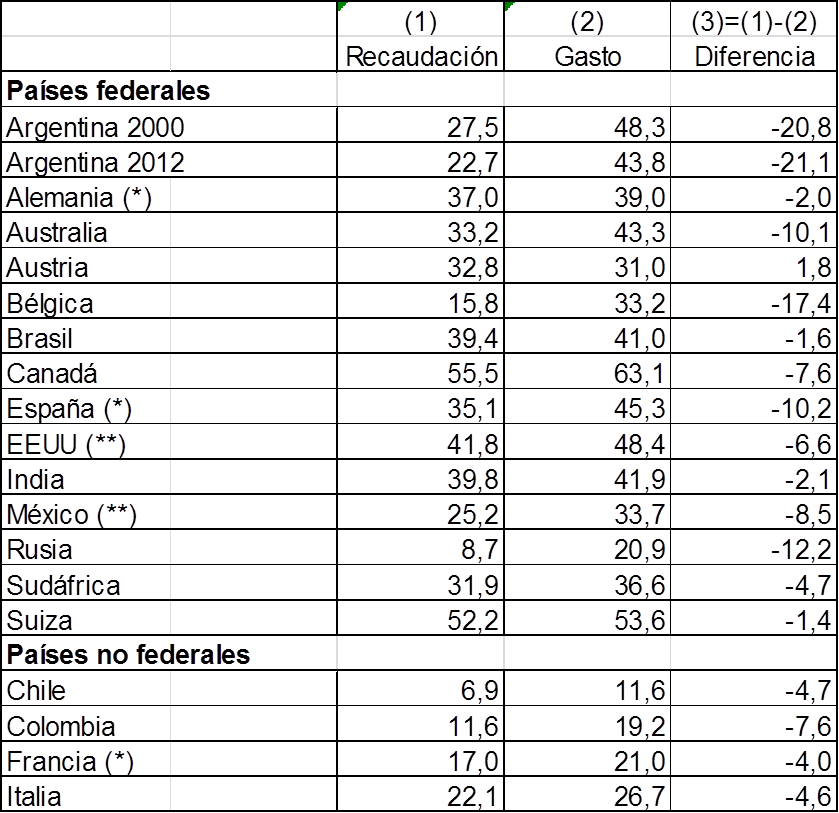 (1) (2) (3)=(1)-(2)
Recaudación Gasto Diferencia
Países federales
Argentina 2000 27,5 48,3 -20,8
Argentina 2012 22,7 43,8 -21,1
Alemania (*) 37,0 39,0 -2,0
Australia 33,2 43,3 -10,1
Austria 32,8 31,0 1,8
Bélgica 15,8 33,2 -17,4
Brasil 39,4 41,0 -1,6
Canadá 55,5 63,1 -7,6
España (*) 35,1 45,3 -10,2
EEUU (**) 41,8 48,4 -6,6
India 39,8 41,9 -2,1
México (**) 25,2 33,7 -8,5
Rusia 8,7 20,9 -12,2
Sudáfrica 31,9 36,6 -4,7
Suiza 52,2 53,6 -1,4
Países no federales
Chile 6,9 11,6 -4,7
Colombia 11,6 19,2 -7,6
Francia (*) 17,0 21,0 -4,0
Italia 22,1 26,7 -4,6